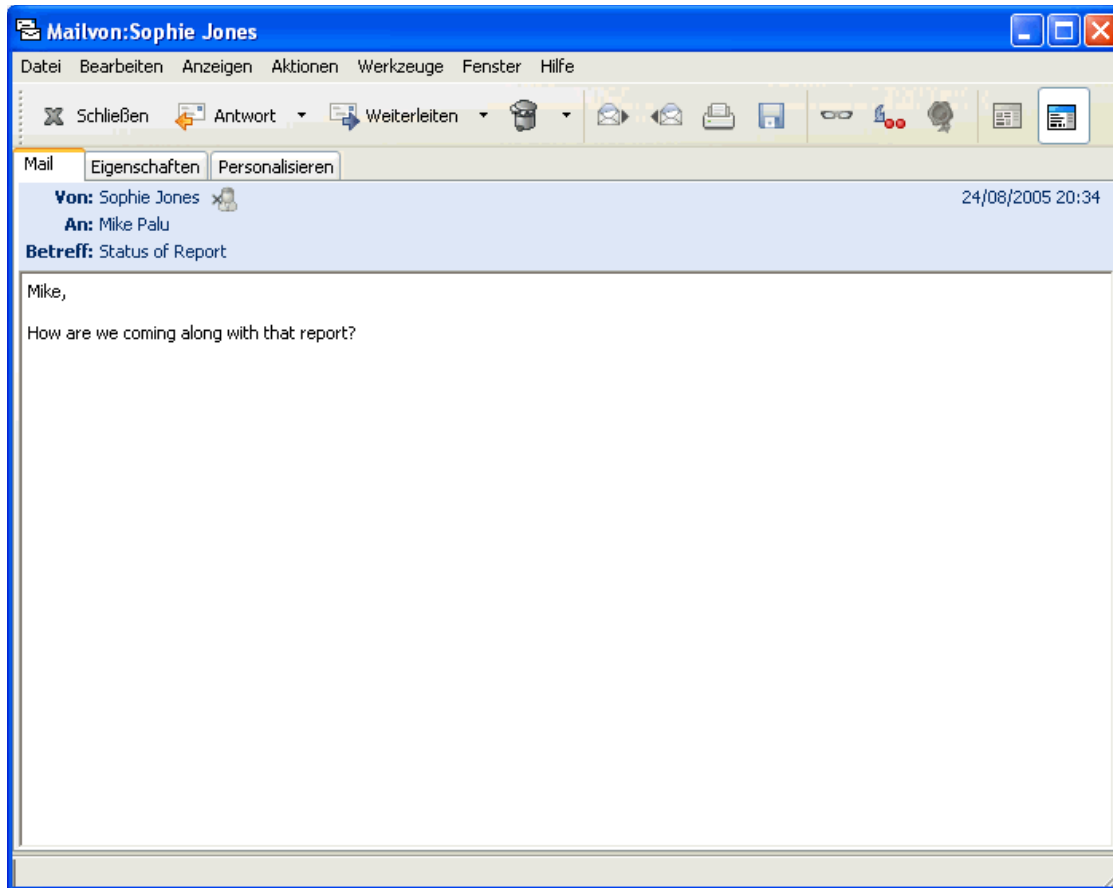 Mailvon:Sophie Jones
Datei Bearbeiten Anzeigen Aktionen Werkzeuge Fenster Hilfe
Schließen Antwort Weiterleiten
Mail Eigenschaften Personalisieren
Von: Sophie Jones 24/08/2005 20:34
An: Mike Palu
Betreff: Status of Report
Mike,
How are we coming along with that report?